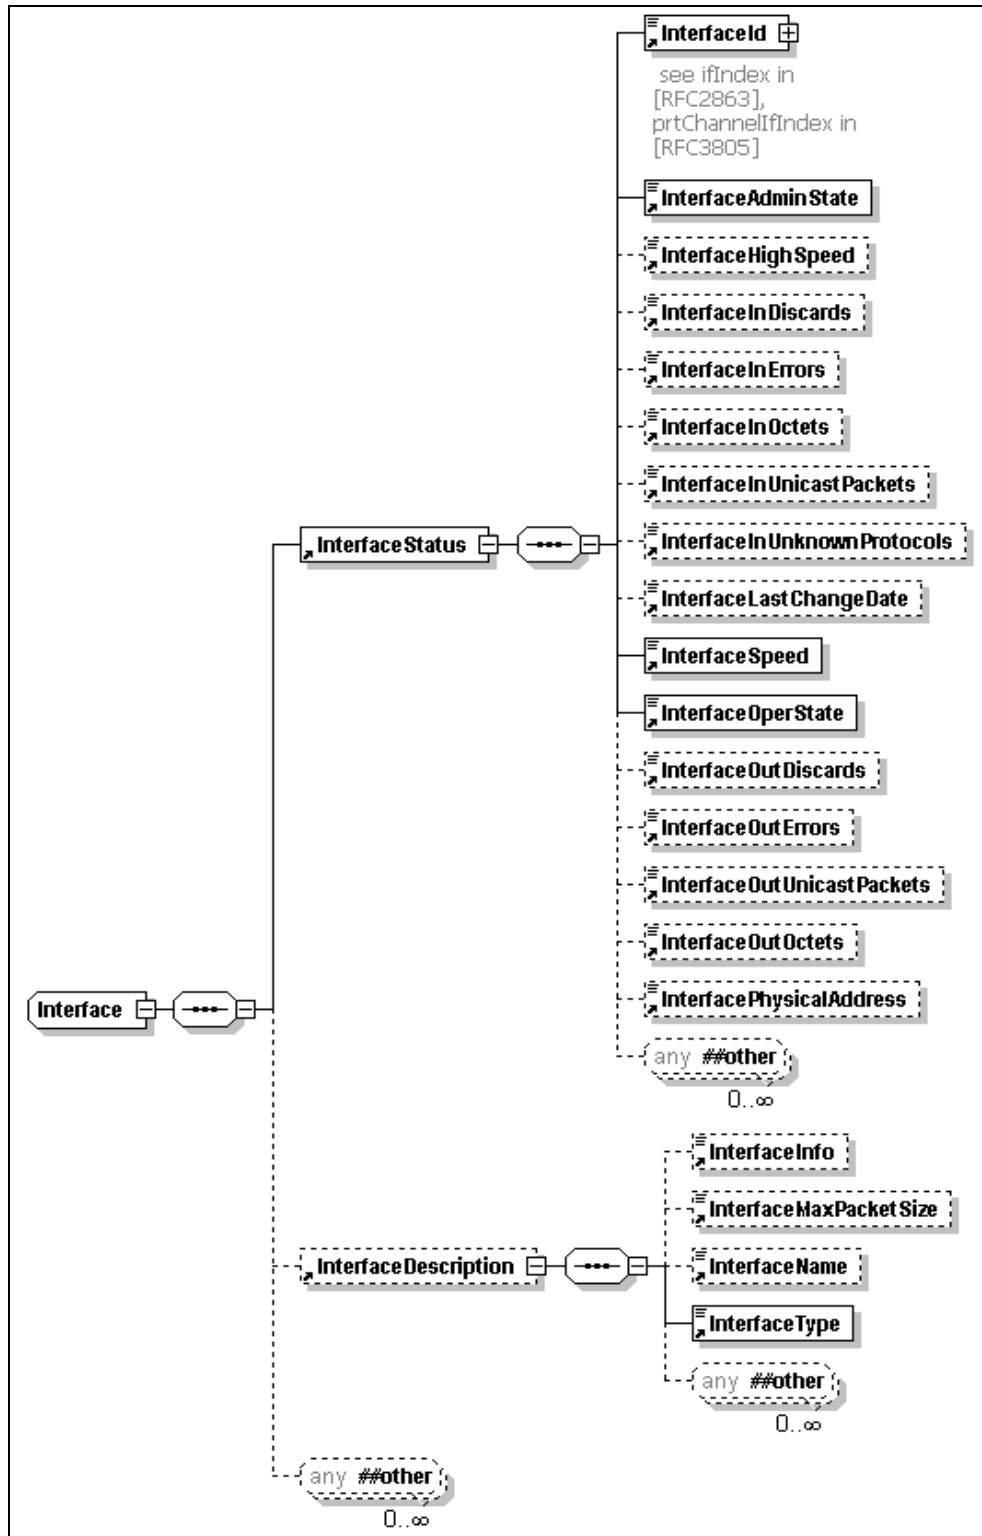 InterfaceId
see ifIndex in
[RFC2863],
prtChannelIfIndex in
[RFC3805]
InterfaceAdminState
InterfaceHighSpeed
InterfaceInDiscards
InterfaceInErrors
InterfaceInOctets
InterfaceInUnicastPackets
InterfaceStatus
InterfaceInUnknownProtocols
InterfaceLastChangeDate
InterfaceSpeed
InterfaceOperState
InterfaceOutDiscards
InterfaceOutErrors
InterfaceOutUnicastPackets
InterfaceOutOctets
InterfacePhysicalAddress
Interface
any ##other
0..∞
InterfaceInfo
InterfaceMaxPacketSize
InterfaceDescription
InterfaceName
InterfaceType
any ##other
0..∞
any ##other
0..∞